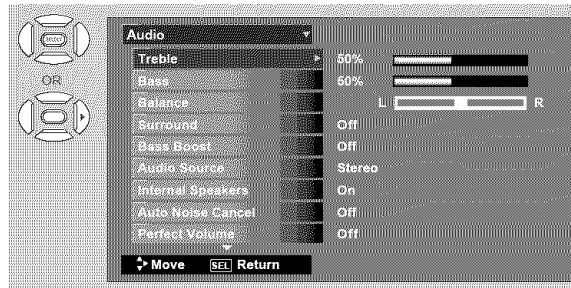 SELECT
OR
Audio
Treble 50%
Bass 50%
Balance L R
Surround Off
Bass Boost Off
Audio Source Stereo
Internal Speakers On
Auto Noise Cancel Off
Perfect Volume Off
Move SEL Return